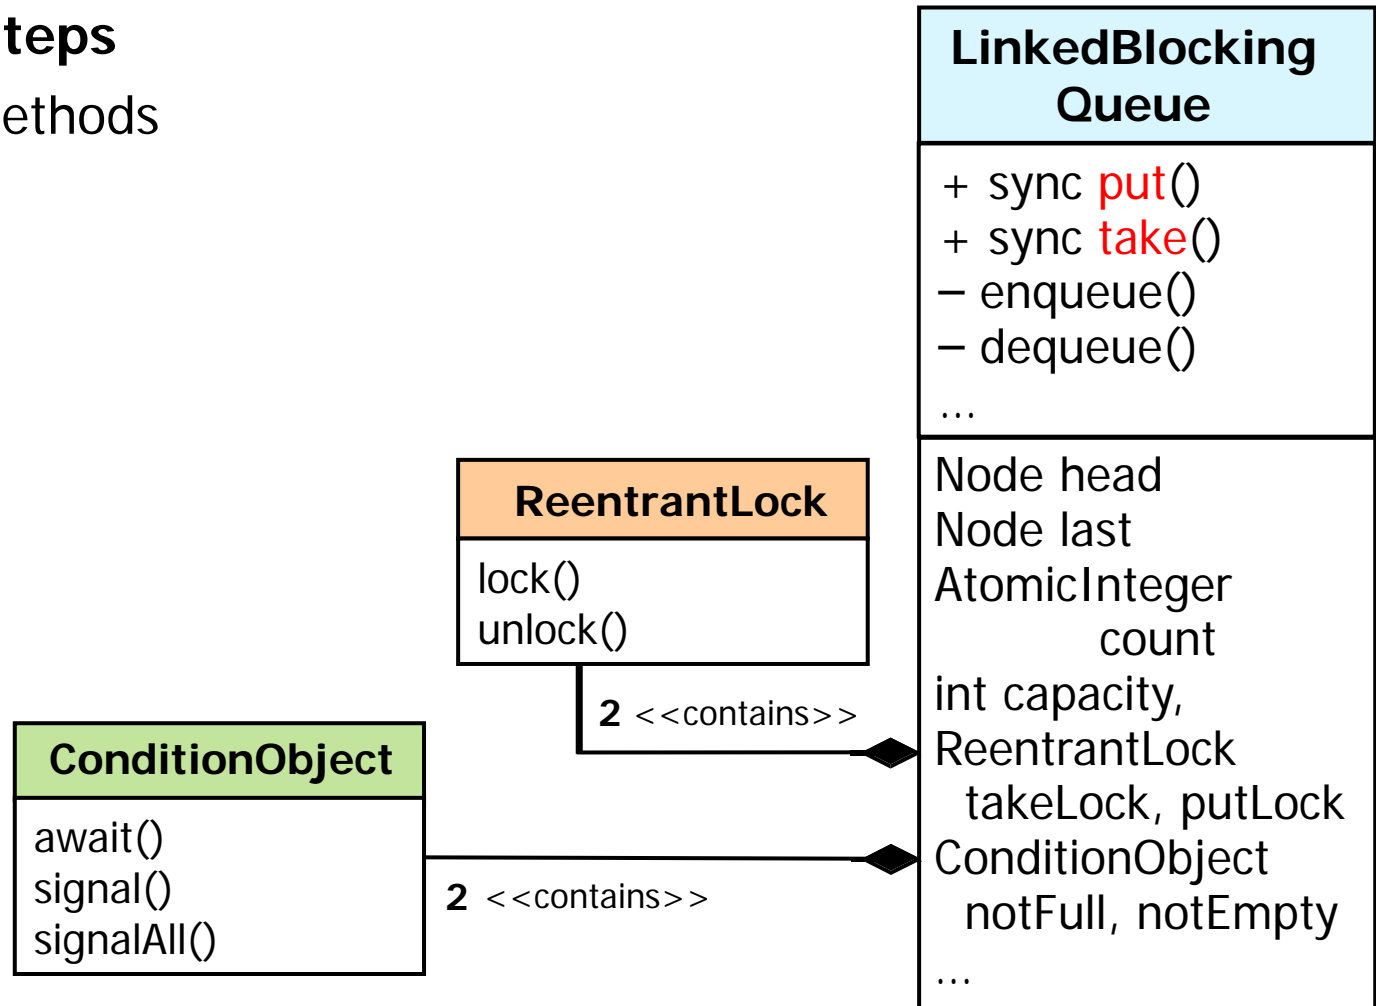 teps
ethods
LinkedBlocking
Queue
+ sync put()
+ sync take()
– enqueue()
– dequeue()
...
Node head
Node last
AtomicInteger
count
int capacity,
ReentrantLock
takeLock, putLock
ConditionObject
notFull, notEmpty
...
ReentrantLock
lock()
unlock()
2 <<contains>>
ConditionObject
await()
signal()
signalAll()
2 <<contains>>